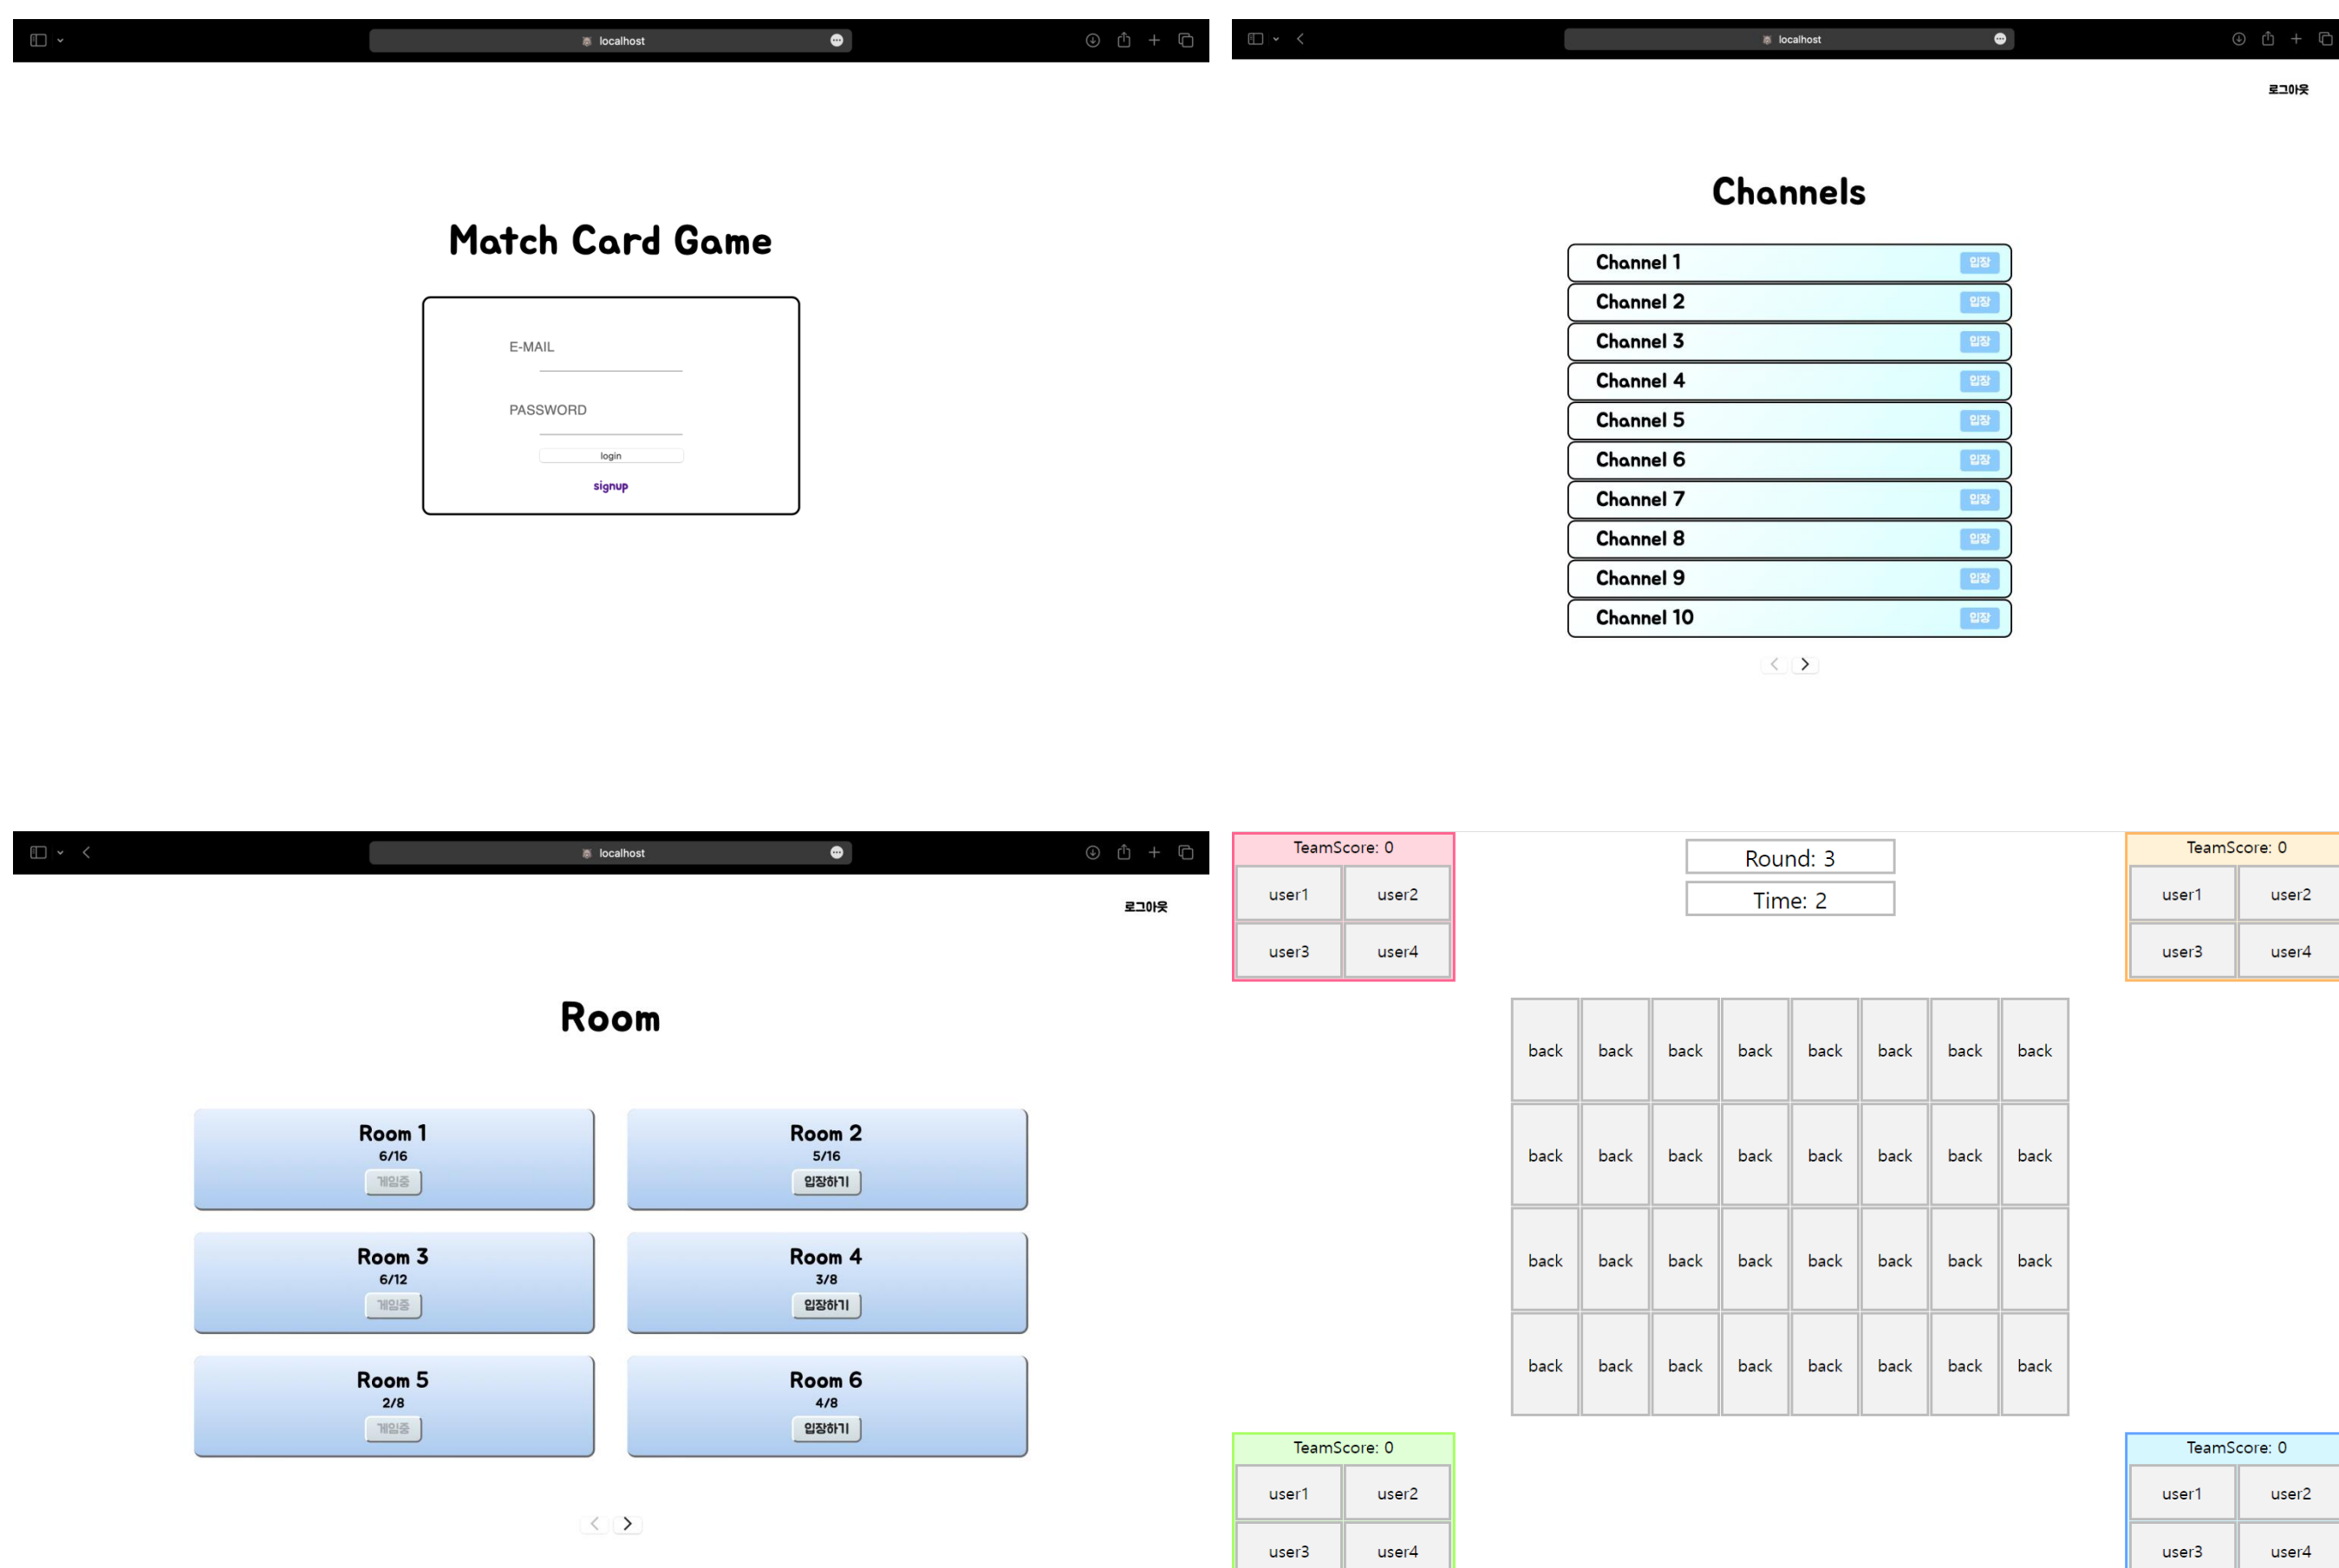 localhost
Match Card Game
E-MAIL
PASSWORD
login
signup
localhost
로그아웃
Channels
Channel 1 입장
Channel 2 입장
Channel 3 입장
Channel 4 입장
Channel 5 입장
Channel 6 입장
Channel 7 입장
Channel 8 입장
Channel 9 입장
Channel 10 입장
localhost
로그아웃
Room
Room 1
6/16
게임중
Room 2
5/16
입장하기
Room 3
6/12
게임중
Room 4
3/8
입장하기
Room 5
2/8
게임중
Room 6
4/8
입장하기
TeamScore: 0
user1 user2
user3 user4
Round: 3
Time: 2
TeamScore: 0
user1 user2
user3 user4
back back back back back back back back
back back back back back back back back
back back back back back back back back
back back back back back back back back
TeamScore: 0
user1 user2
user3 user4
TeamScore: 0
user1 user2
user3 user4